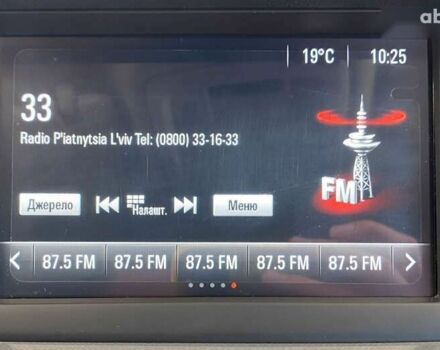 ab
19°C 10:25
33
Radio P'iatnytsia L'viv Tel: (0800) 33-16-33
FM
Джерело Налашт. Меню
87.5 FM 87.5 FM 87.5 FM 87.5 FM 87.5 FM